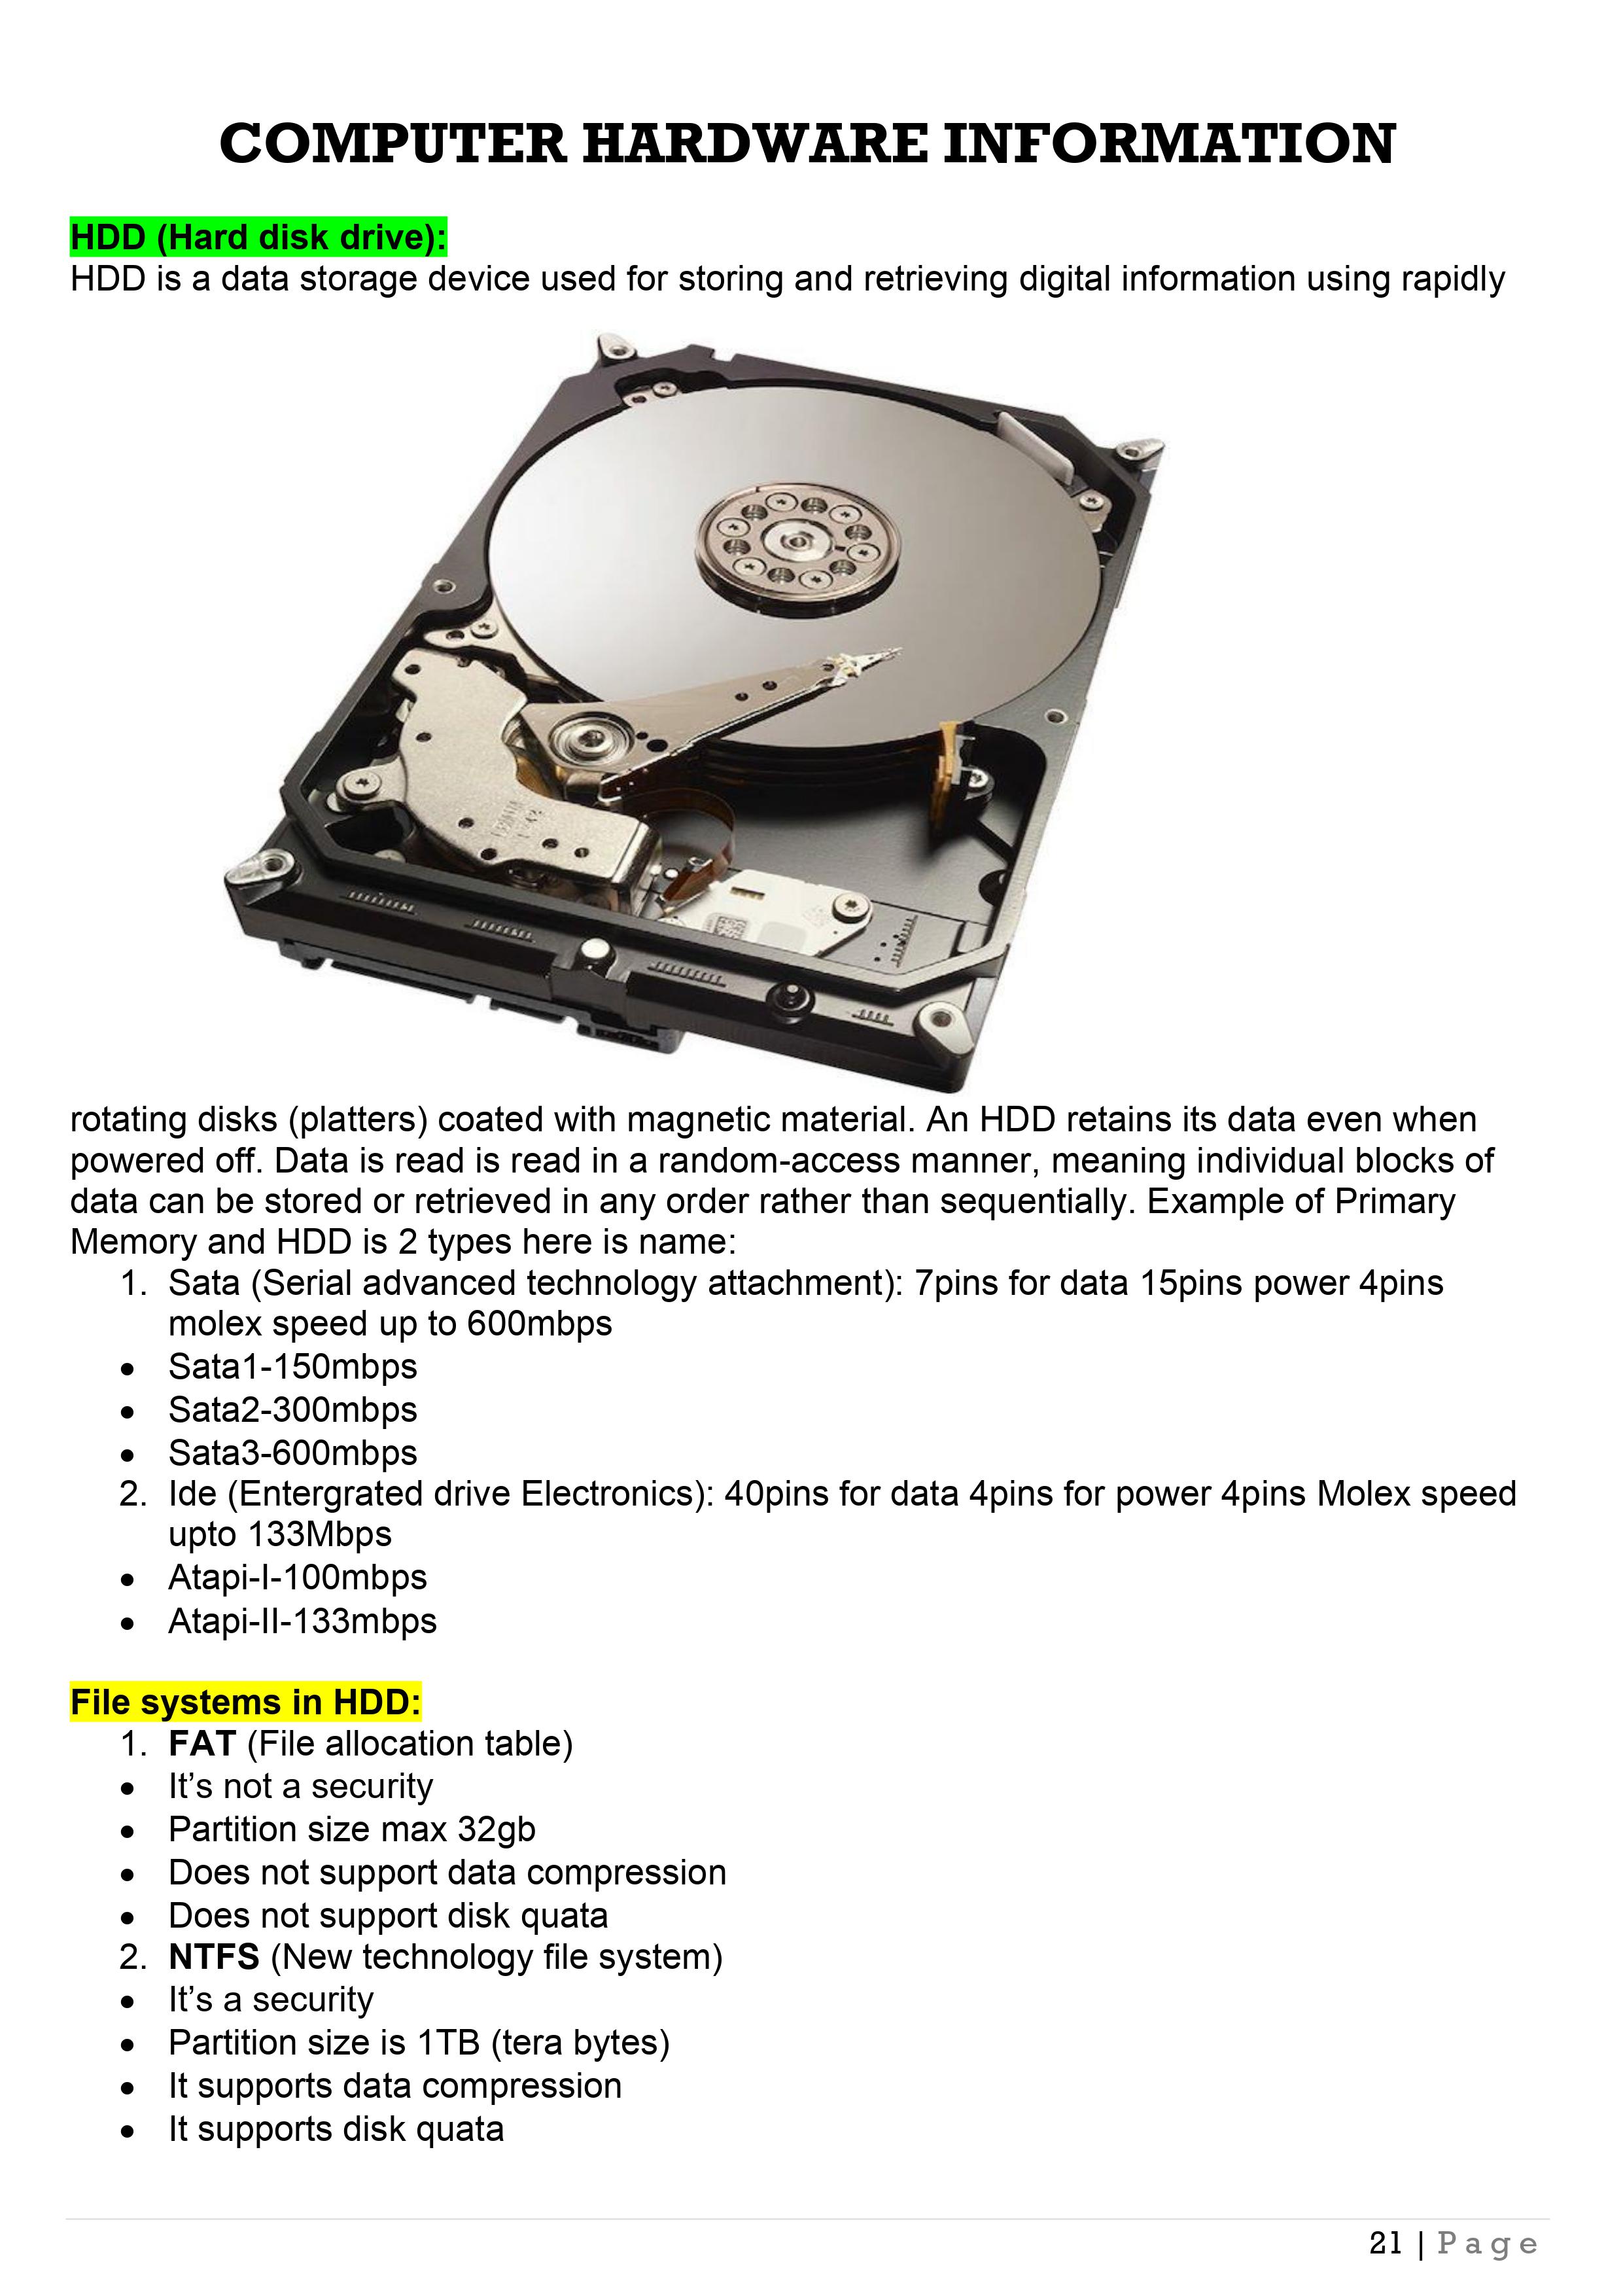 COMPUTER HARDWARE INFORMATION
HDD (Hard disk drive):
HDD is a data storage device used for storing and retrieving digital information using rapidly
rotating disks (platters) coated with magnetic material. An HDD retains its data even when
powered off. Data is read is read in a random-access manner, meaning individual blocks of
data can be stored or retrieved in any order rather than sequentially. Example of Primary
Memory and HDD is 2 types here is name:
1. Sata (Serial advanced technology attachment): 7pins for data 15pins power 4pins
molex speed up to 600mbps
• Sata1-150mbps
• Sata2-300mbps
• Sata3-600mbps
2. Ide (Entergrated drive Electronics): 40pins for data 4pins for power 4pins Molex speed
upto 133Mbps
• Atapi-I-100mbps
• Atapi-II-133mbps
File systems in HDD:
1. FAT (File allocation table)
• It’s not a security
• Partition size max 32gb
• Does not support data compression
• Does not support disk quata
2. NTFS (New technology file system)
• It’s a security
• Partition size is 1TB (tera bytes)
• It supports data compression
• It supports disk quata
21 | Page